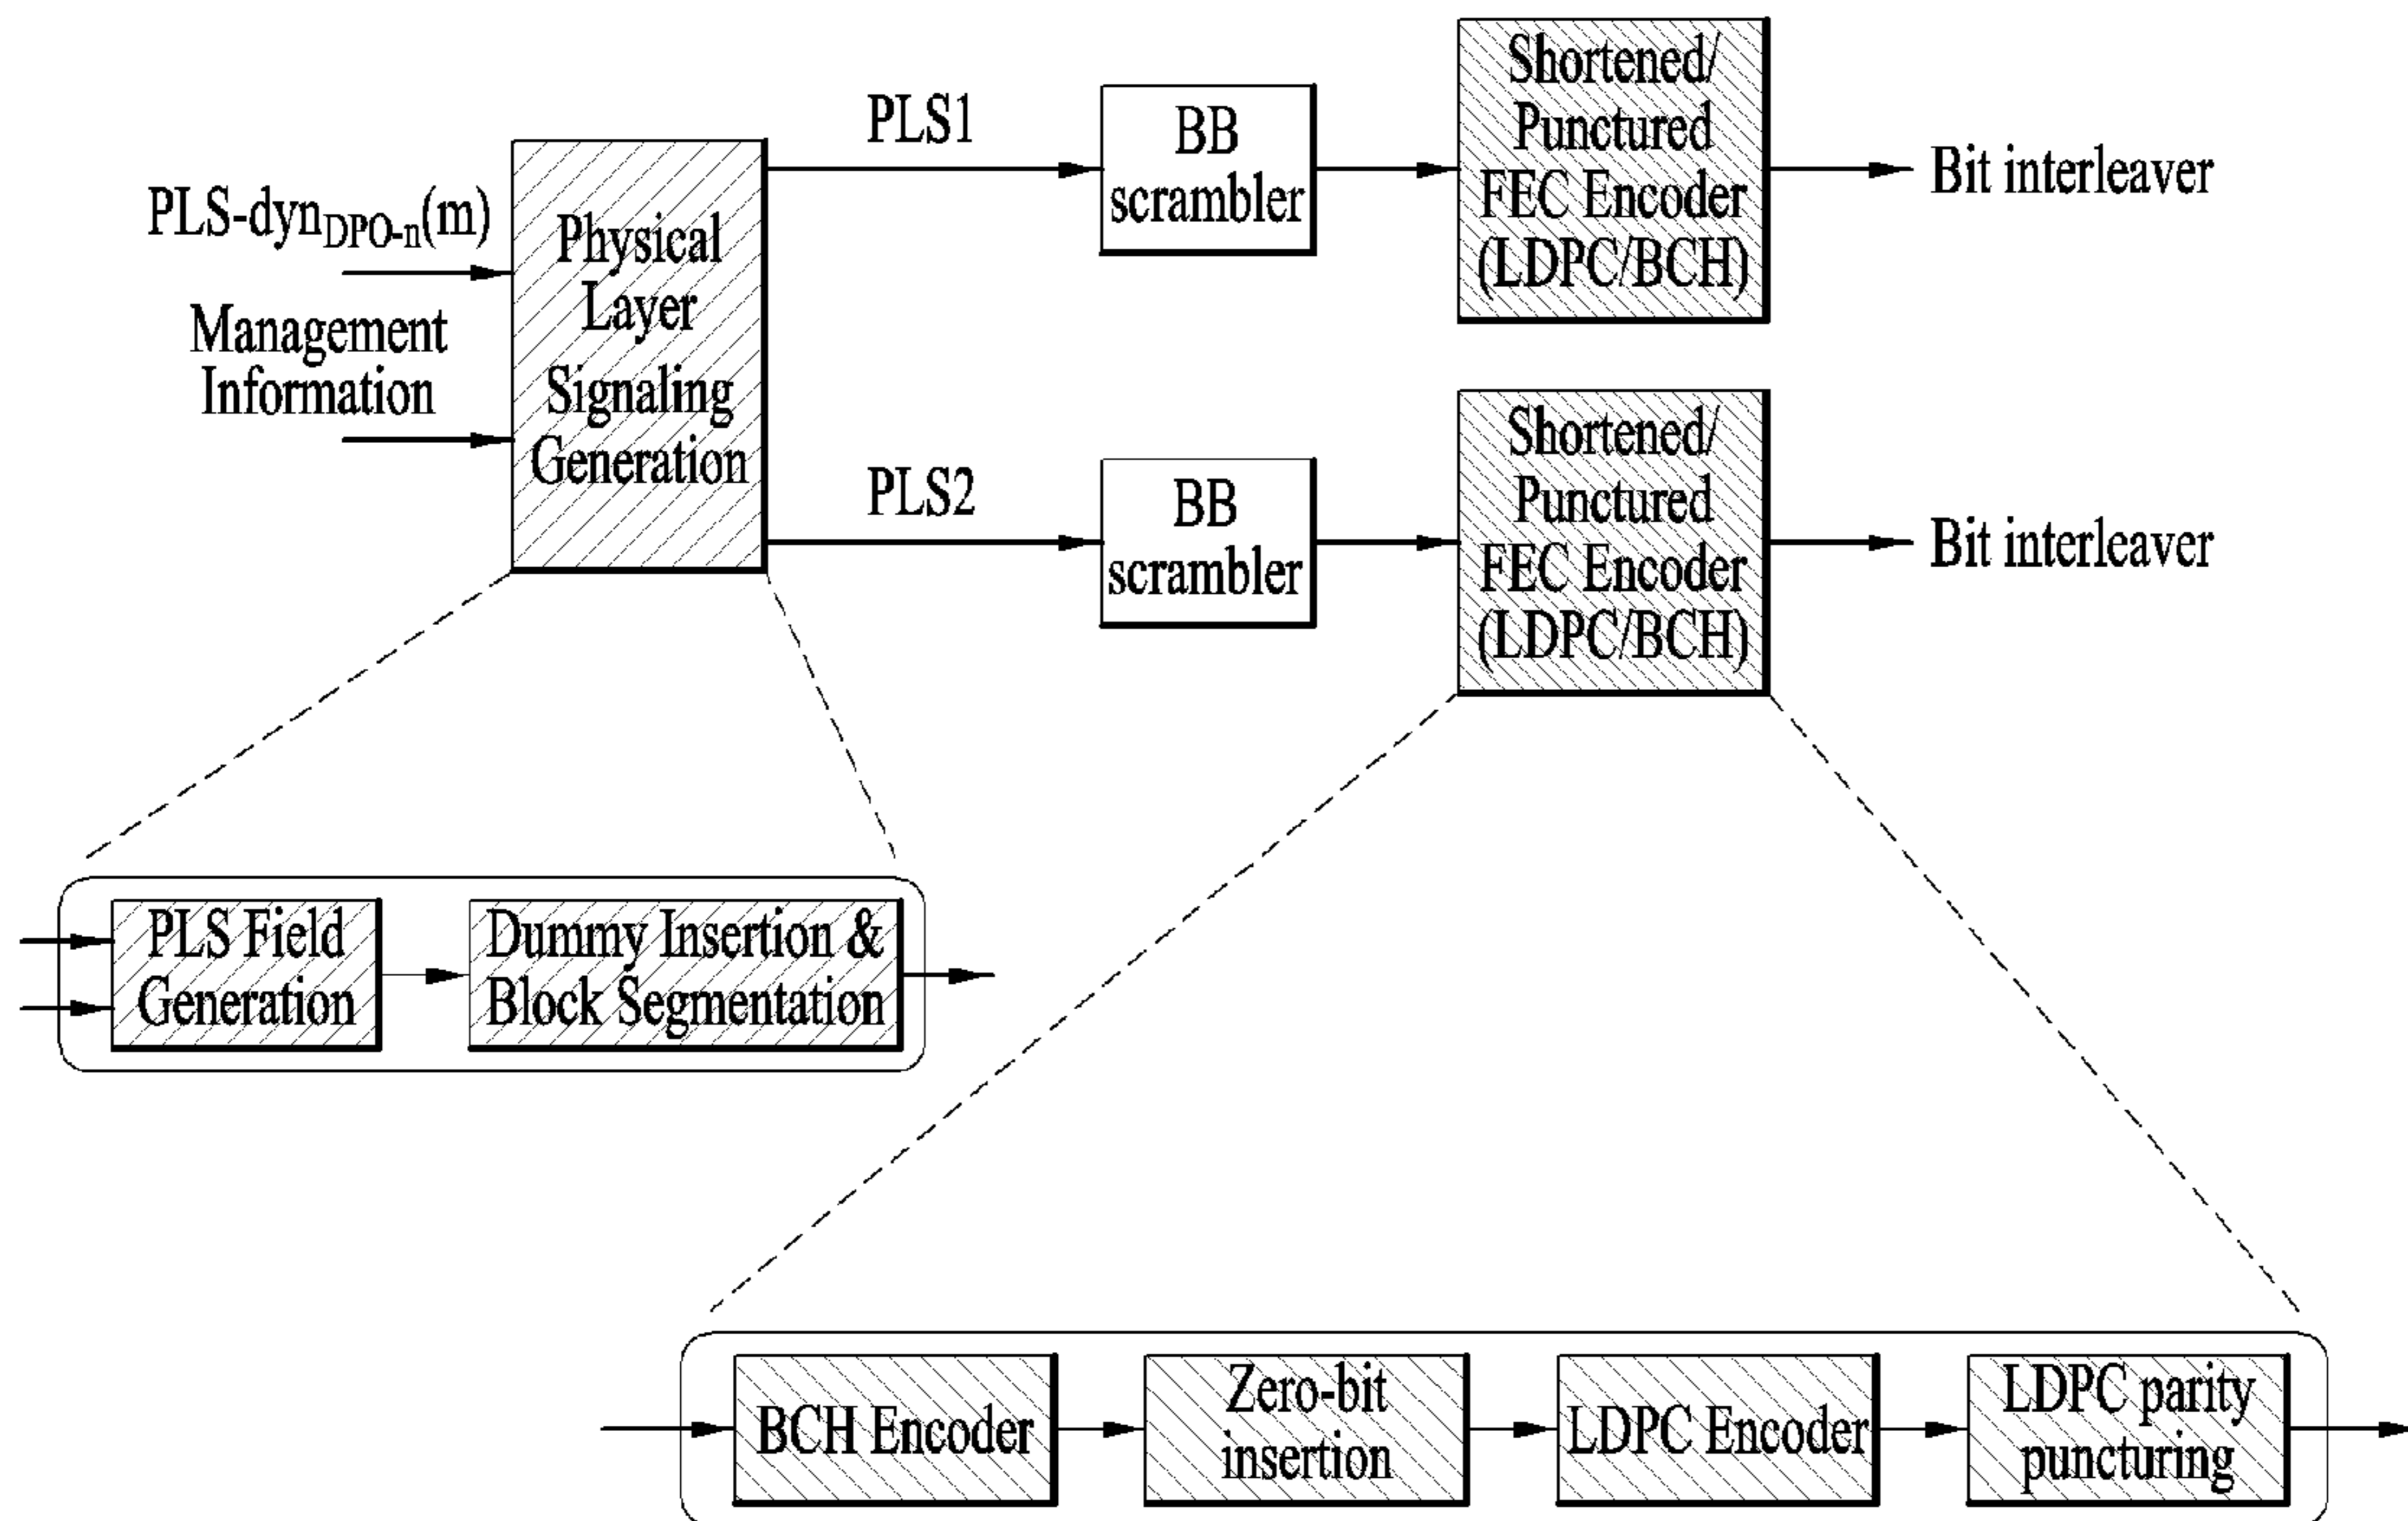 PLS-dynDPO-n(m)
Management
Information
Physical
Layer
Signaling
Generation
PLS1
BB
scrambler
Shortened/
Punctured
FEC Encoder
(LDPC/BCH)
Bit interleaver
PLS2
BB
scrambler
Shortened/
Punctured
FEC Encoder
(LDPC/BCH)
Bit interleaver
PLS Field
Generation
Dummy Insertion &
Block Segmentation
BCH Encoder
Zero-bit
insertion
LDPC Encoder
LDPC parity
puncturing